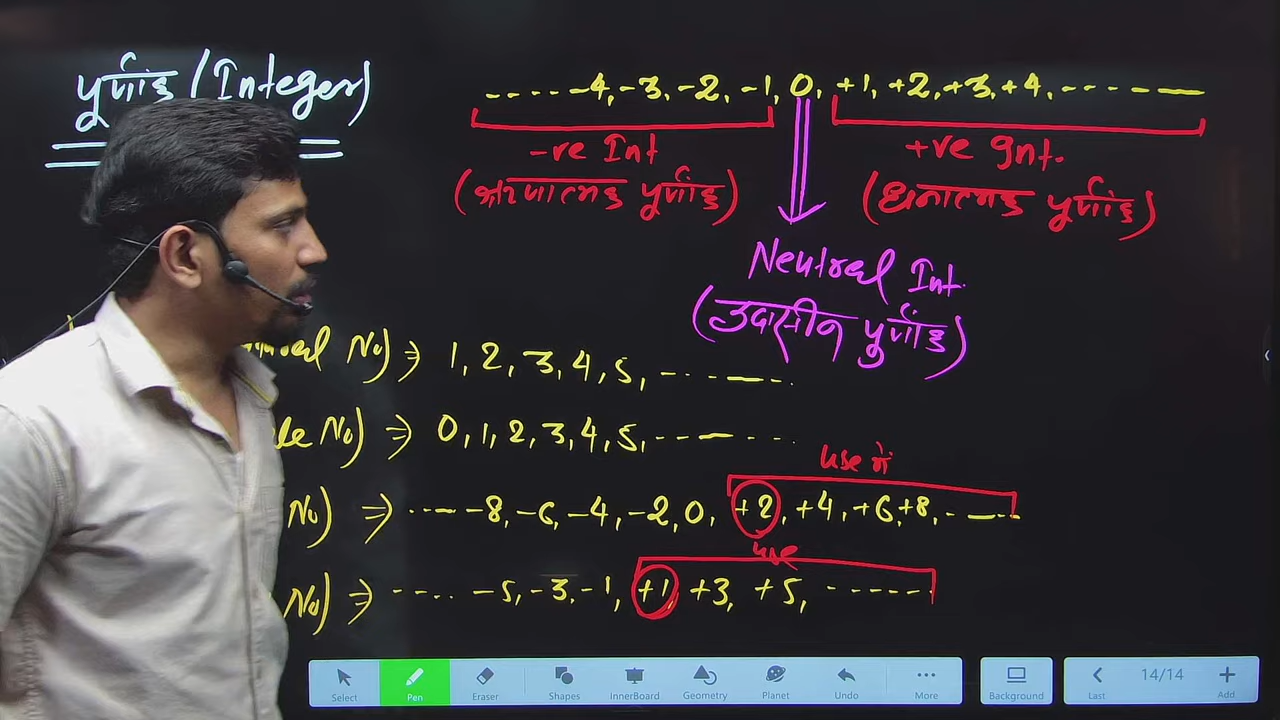 पूर्णांक (Integer)
---- -4, -3, -2, -1, 0, +1, +2, +3, +4, ------
-ve Int
+ve Int.
(ऋणात्मक पूर्णांक)
(धनात्मक पूर्णांक)
Neutral Int.
(उदासीन पूर्णांक)
No) ⇒ 1, 2, 3, 4, 5, ------
No) ⇒ 0, 1, 2, 3, 4, 5, ------
use में
No) ⇒ ---- -8, -6, -4, -2, 0, +2, +4, +6, +8, ----
use
No) ⇒ ---- -5, -3, -1, +1, +3, +5, ------
Select Pen Eraser Shapes InnerBoard Geometry Planet Undo More Background Last 14/14 Add